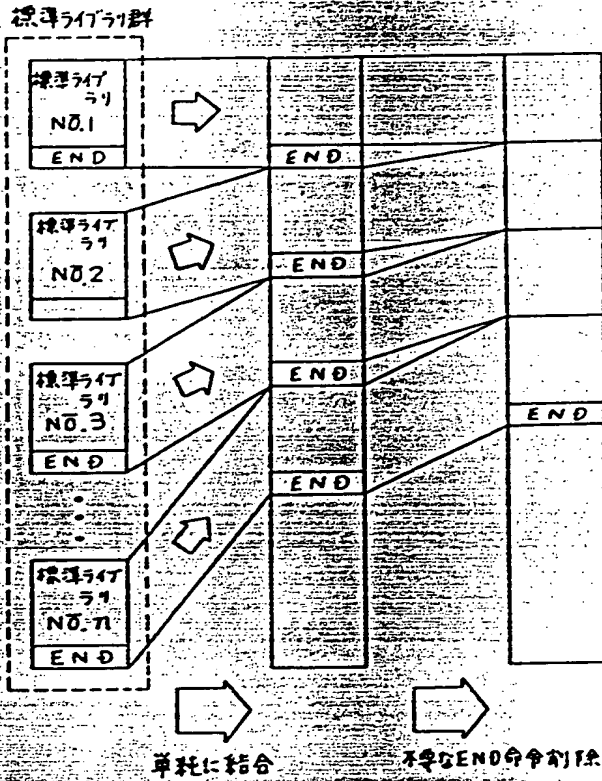 標準ライブラリ群
標準ライブ
ラリ
NO.1
END
標準ライブ
ラリ
NO.2
標準ライブ
ラリ
NO.3
END
標準ライブ
ラリ
NO.n
END
END
END
END
END
END
単純に結合
不要なEND命令削除